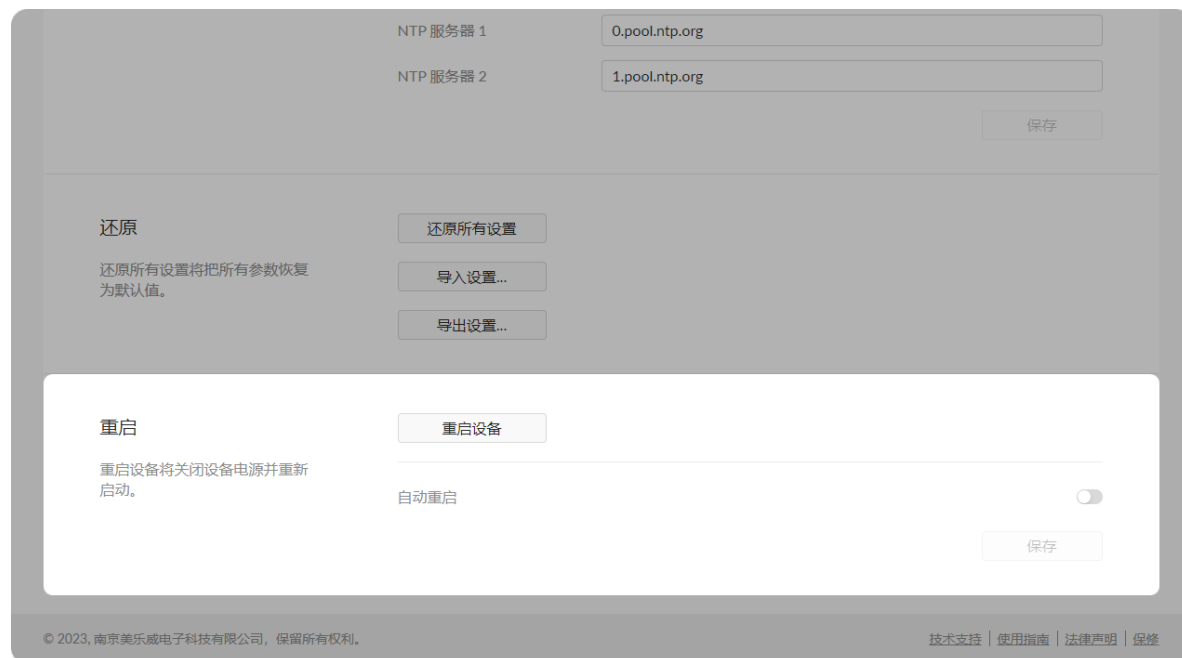 NTP 服务器 1
0.pool.ntp.org
NTP 服务器 2
1.pool.ntp.org
保存
还原
还原所有设置
还原所有设置将把所有参数恢复
为默认值。
导入设置...
导出设置...
重启
重启设备
重启设备将关闭设备电源并重新
启动。
自动重启
保存
© 2023, 南京美乐威电子科技有限公司，保留所有权利。
技术支持 | 使用指南 | 法律声明 | 保修